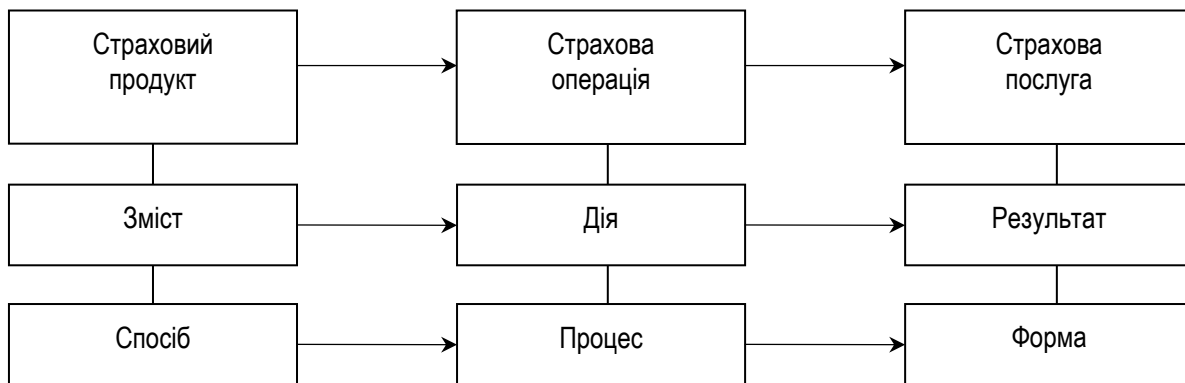 Страховий
продукт
Страхова
операція
Страхова
послуга
Зміст
Дія
Результат
Спосіб
Процес
Форма